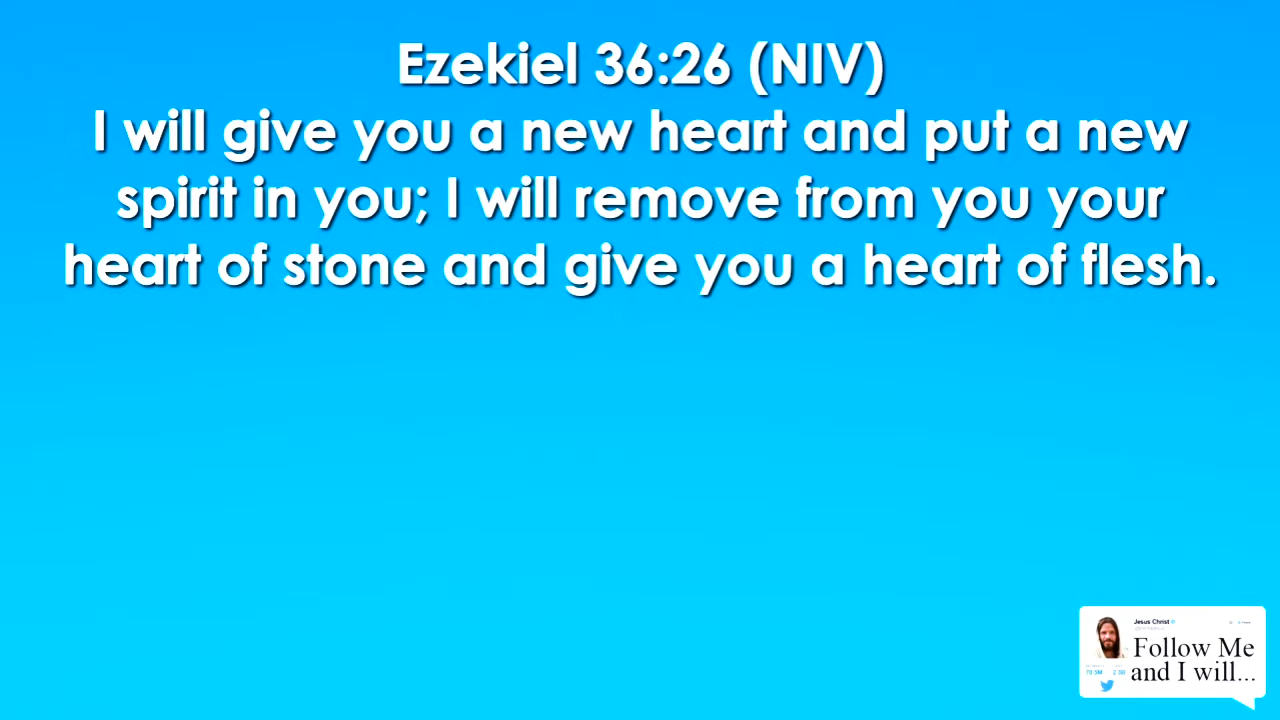 Ezekiel 36:26 (NIV)
I will give you a new heart and put a new
spirit in you; I will remove from you your
heart of stone and give you a heart of flesh.
Jesus Christ
Follow Me
and I will...